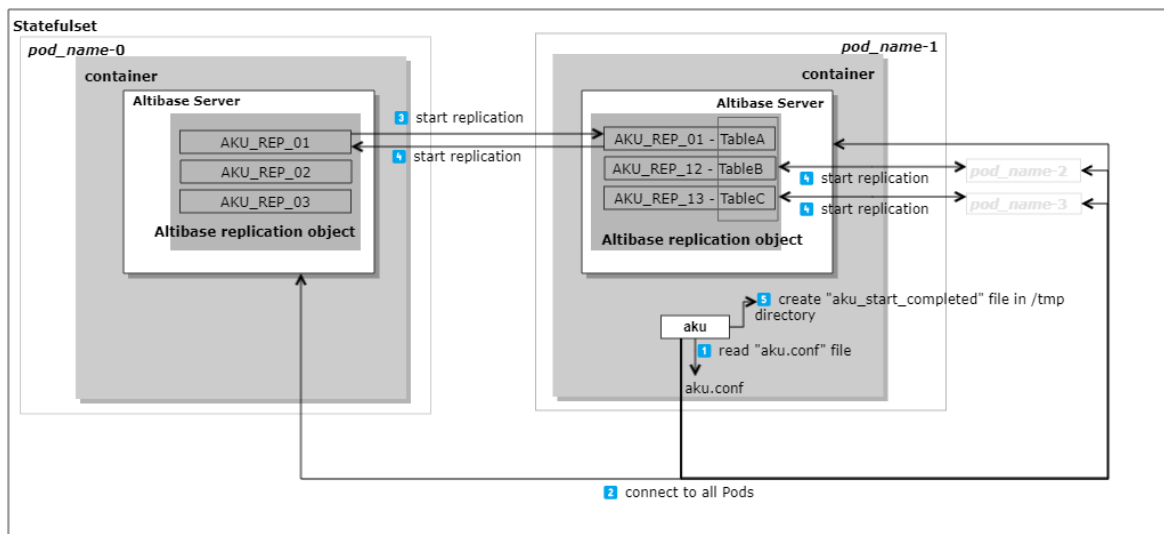 Statefulset
pod_name-0
container
Altibase Server
AKU_REP_01
AKU_REP_02
AKU_REP_03
Altibase replication object
3 start replication
4 start replication
pod_name-1
container
Altibase Server
AKU_REP_01 - TableA
AKU_REP_12 - TableB
AKU_REP_13 - TableC
Altibase replication object
4 start replication
4 start replication
pod_name-2
pod_name-3
5 create "aku_start_completed" file in /tmp
directory
aku
1 read "aku.conf" file
aku.conf
2 connect to all Pods